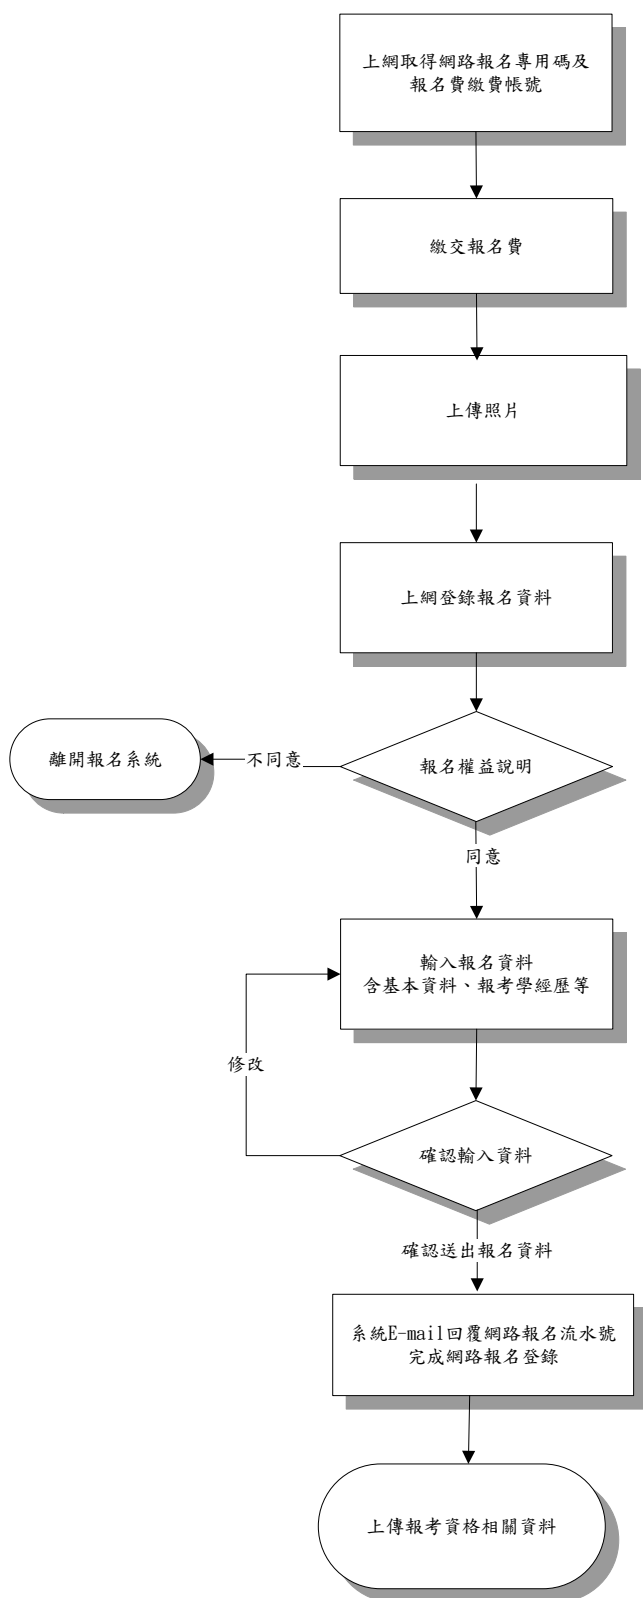 上網取得網路報名專用碼及
報名費繳費帳號
繳交報名費
上傳照片
上網登錄報名資料
離開報名系統
不同意
報名權益說明
同意
輸入報名資料
含基本資料、報考學經歷等
修改
確認輸入資料
確認送出報名資料
系統E-mail回覆網路報名流水號
完成網路報名登錄
上傳報考資格相關資料